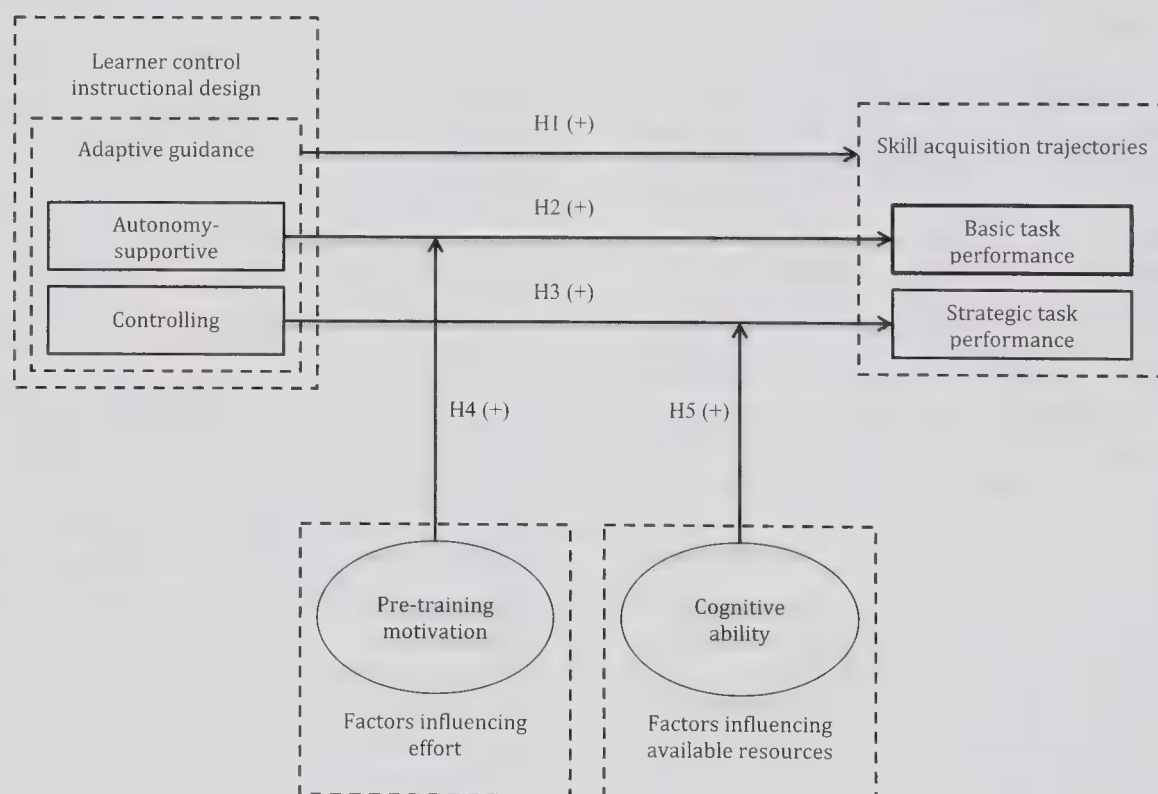 Learner control
instructional design
Adaptive guidance
Autonomy-
supportive
Controlling
H1 (+)
H2 (+)
H3 (+)
H4 (+)
H5 (+)
Skill acquisition trajectories
Basic task
performance
Strategic task
performance
Pre-training
motivation
Factors influencing
effort
Cognitive
ability
Factors influencing
available resources